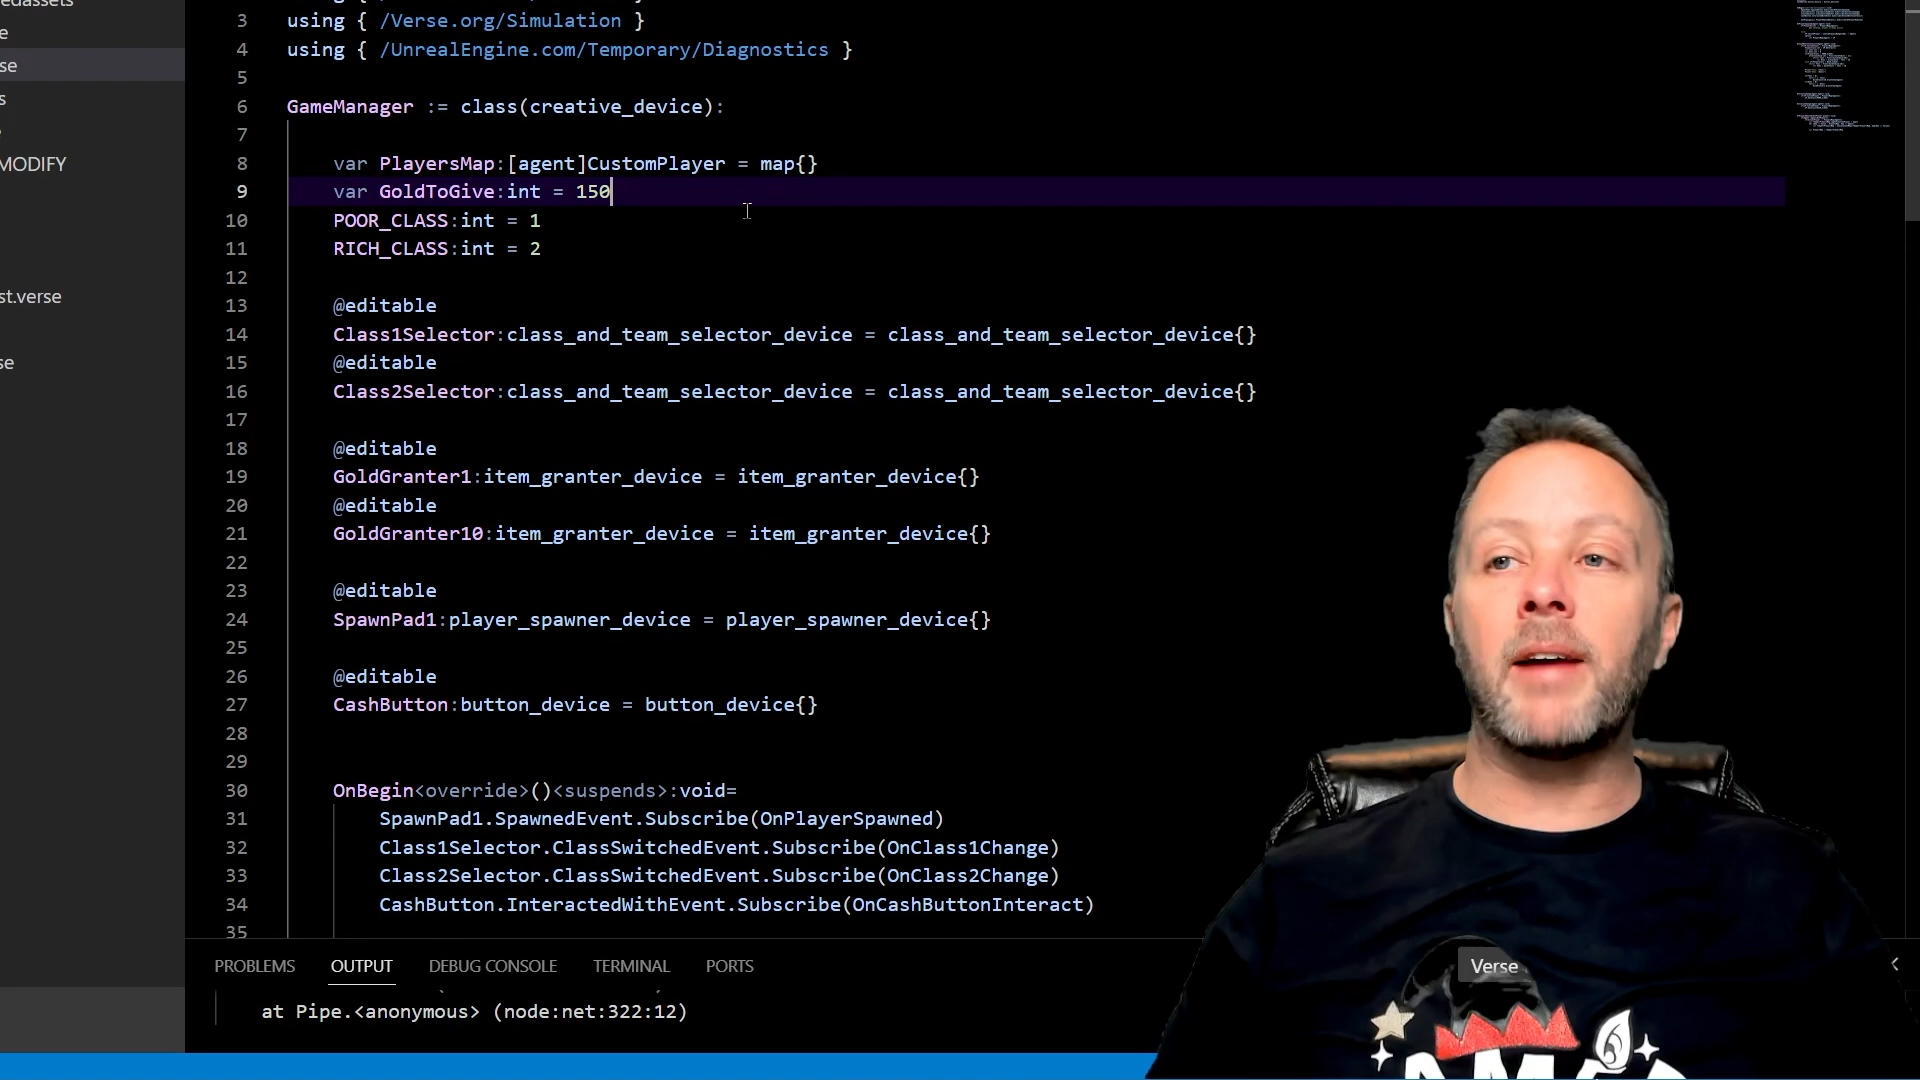 edassets
e
se
s
MODIFY
st.verse
se
3 using { /Verse.org/Simulation }
4 using { /UnrealEngine.com/Temporary/Diagnostics }
5
6 GameManager := class(creative_device):
7
8 var PlayersMap:[agent]CustomPlayer = map{}
9 var GoldToGive:int = 150
10 POOR_CLASS:int = 1
11 RICH_CLASS:int = 2
12
13 @editable
14 Class1Selector:class_and_team_selector_device = class_and_team_selector_device{}
15 @editable
16 Class2Selector:class_and_team_selector_device = class_and_team_selector_device{}
17
18 @editable
19 GoldGranter1:item_granter_device = item_granter_device{}
20 @editable
21 GoldGranter10:item_granter_device = item_granter_device{}
22
23 @editable
24 SpawnPad1:player_spawner_device = player_spawner_device{}
25
26 @editable
27 CashButton:button_device = button_device{}
28
29
30 OnBegin<override>()<suspends>:void=
31 SpawnPad1.SpawnedEvent.Subscribe(OnPlayerSpawned)
32 Class1Selector.ClassSwitchedEvent.Subscribe(OnClass1Change)
33 Class2Selector.ClassSwitchedEvent.Subscribe(OnClass2Change)
34 CashButton.InteractedWithEvent.Subscribe(OnCashButtonInteract)
35
PROBLEMS OUTPUT DEBUG CONSOLE TERMINAL PORTS Verse
at Pipe.<anonymous> (node:net:322:12)